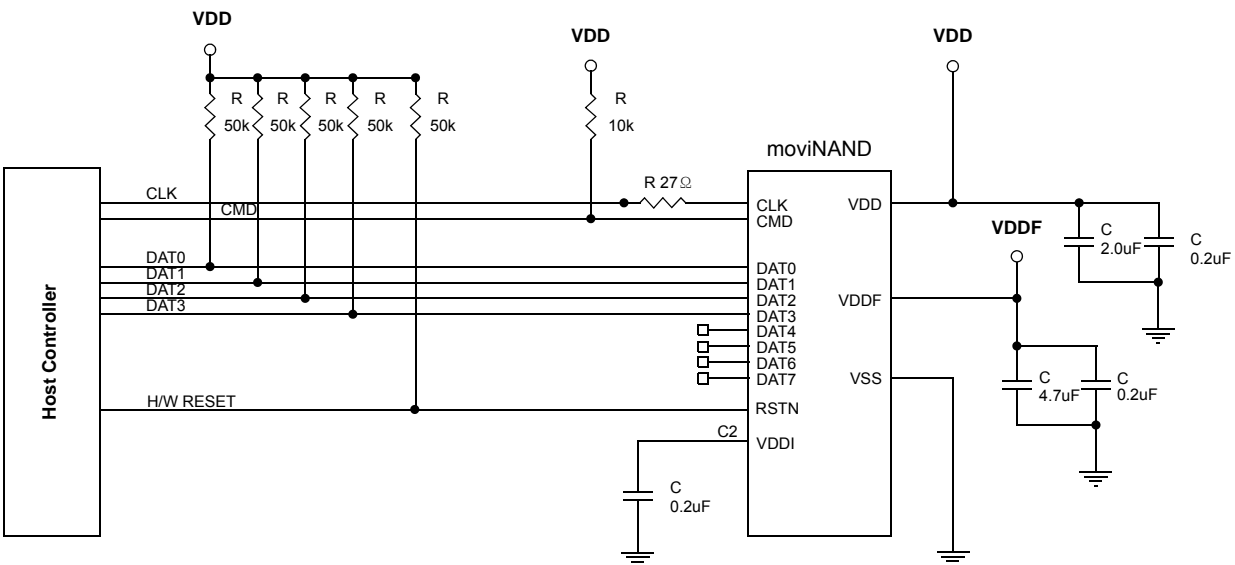 VDD
VDD
VDD
R
50k
R
50k
R
50k
R
50k
R
50k
R
10k
moviNAND
R 27Ω
Host Controller
CLK
CMD
DAT0
DAT1
DAT2
DAT3
H/W RESET
CLK
CMD
DAT0
DAT1
DAT2
DAT3
DAT4
DAT5
DAT6
DAT7
RSTN
C2
VDDI
VDD
VDDF
VSS
VDDF
C
2.0uF
C
0.2uF
C
4.7uF
C
0.2uF
C
0.2uF